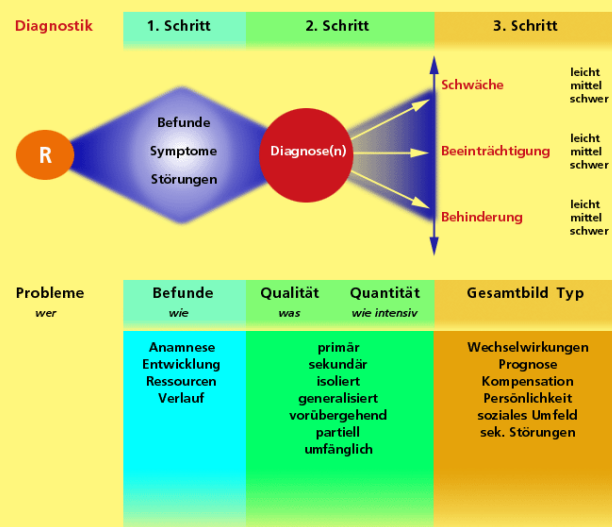 Diagnostik 1. Schritt 2. Schritt 3. Schritt
R
Befunde
Symptome
Störungen
Diagnose(n)
Schwäche
leicht
mittel
schwer
Beeinträchtigung
leicht
mittel
schwer
Behinderung
leicht
mittel
schwer
Probleme Befunde Qualität Quantität Gesamtbild Typ
wer wie was wie intensiv
Anamnese
Entwicklung
Ressourcen
Verlauf
primär
sekundär
isoliert
generalisiert
vorübergehend
partiell
umfänglich
Wechselwirkungen
Prognose
Kompensation
Persönlichkeit
soziales Umfeld
sek. Störungen